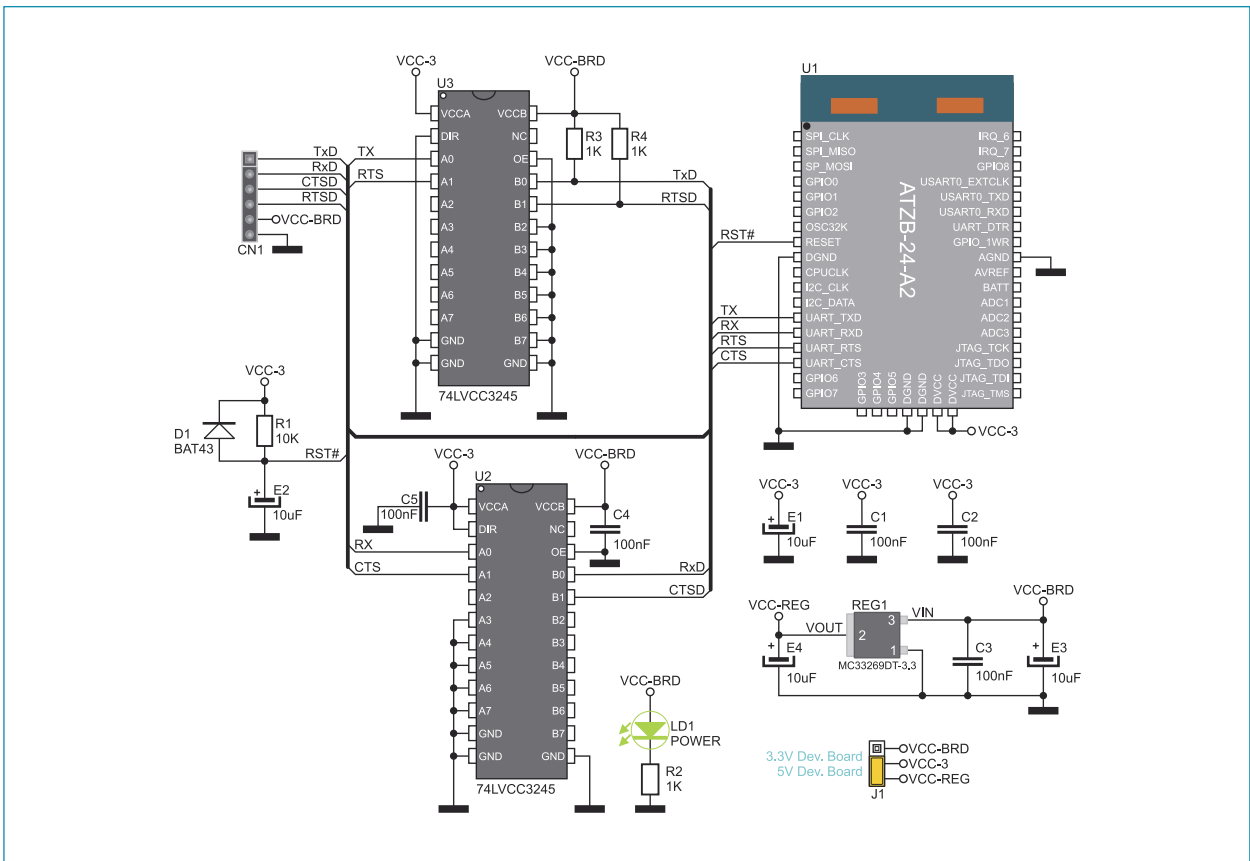 VCC-3
U3
VCC-BRD
VCCA
VCCB
DIR
NC
A0
OE
A1
B0
A2
B1
A3
B2
A4
B3
A5
B4
A6
B5
A7
B6
GND
B7
GND
GND
74LVCC3245
R3
1K
R4
1K
TX
RTS
TxD
RTSD
TxD
RxD
CTSD
RTSD
VCC-BRD
CN1
U1
SPI_CLK
SPI_MISO
SP_MOSI
GPIO0
GPIO1
GPIO2
OSC32K
RESET
DGND
CPUCLK
I2C_CLK
I2C_DATA
UART_TXD
UART_RXD
UART_RTS
UART_CTS
GPIO6
GPIO7
ATZB-24-A2
IRQ_6
IRQ_7
GPIO8
USART0_EXTCLK
USART0_TXD
USART0_RXD
UART_DTR
GPIO_1WR
AGND
AVREF
BATT
ADC1
ADC2
ADC3
JTAG_TCK
JTAG_TDO
JTAG_TDI
JTAG_TMS
GPIO3
GPIO4
GPIO5
DGND
DGND
DVCC
DVCC
VCC-3
RST#
TX
RX
RTS
CTS
VCC-3
D1
BAT43
R1
10K
RST#
+
E2
10uF
VCC-3
U2
VCC-BRD
C5
100nF
C4
100nF
VCCA
VCCB
DIR
NC
A0
OE
A1
B0
A2
B1
A3
B2
A4
B3
A5
B4
A6
B5
A7
B6
GND
B7
GND
GND
74LVCC3245
RX
CTS
RxD
CTSD
VCC-BRD
LD1
POWER
R2
1K
VCC-3
+
E1
10uF
VCC-3
C1
100nF
VCC-3
C2
100nF
VCC-REG
REG1
VCC-BRD
VOUT
VIN
3
2
1
MC33269DT-3.3
+
E4
10uF
C3
100nF
+
E3
10uF
3.3V Dev. Board
5V Dev. Board
VCC-BRD
VCC-3
VCC-REG
J1